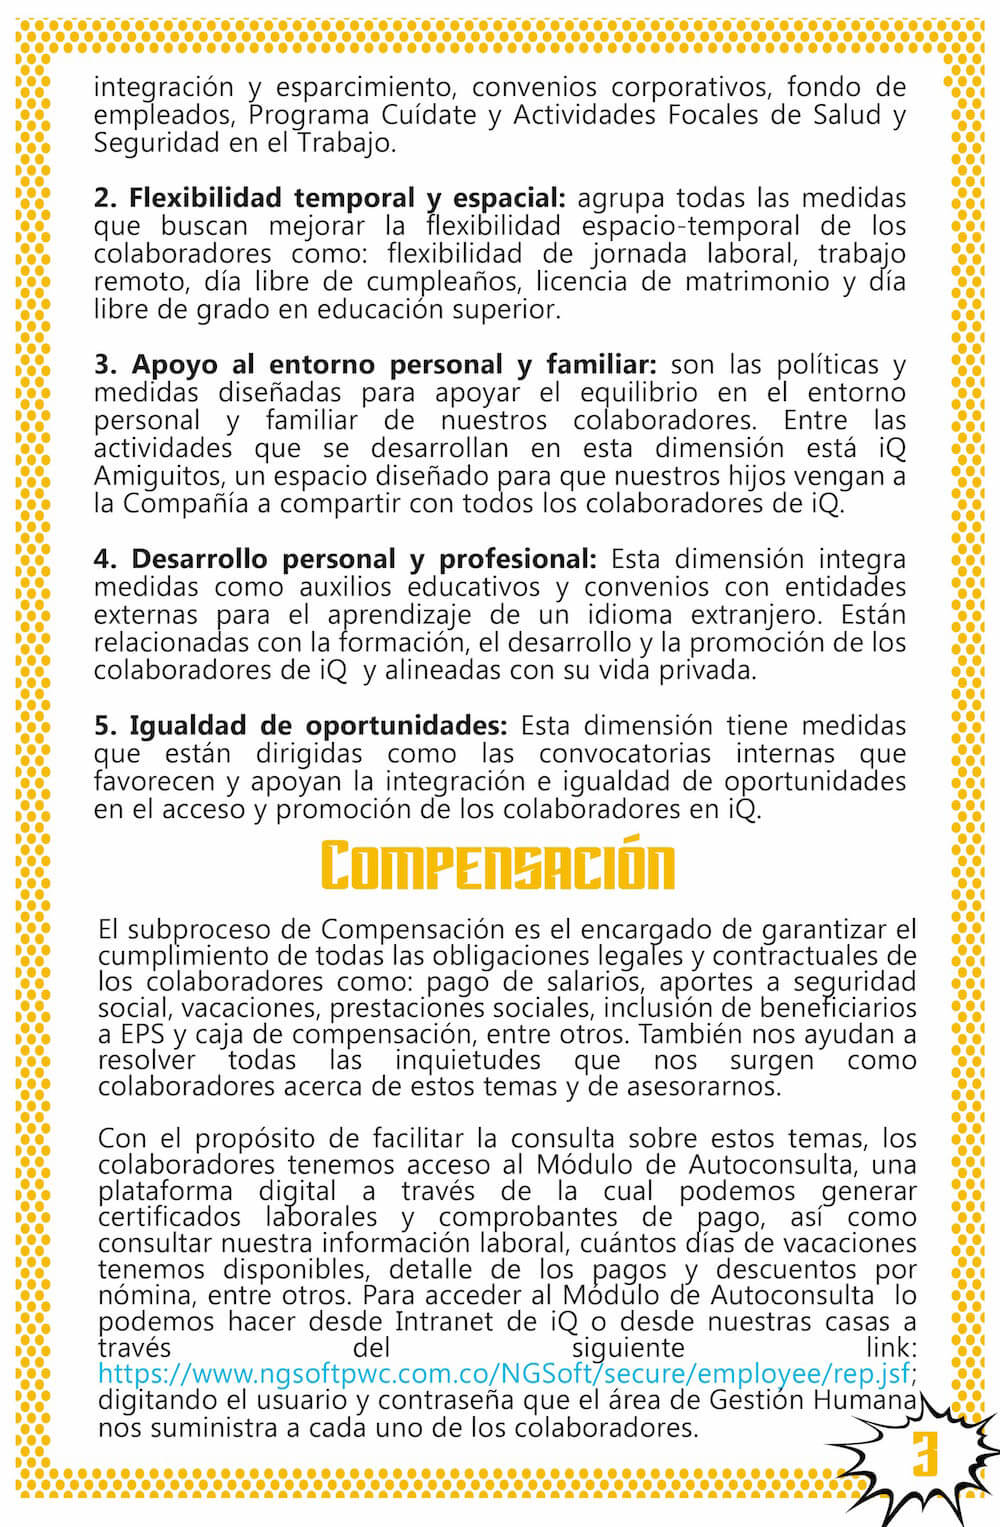 integración y esparcimiento, convenios corporativos, fondo de
empleados, Programa Cuídate y Actividades Focales de Salud y
Seguridad en el Trabajo.
2. Flexibilidad temporal y espacial: agrupa todas las medidas
que buscan mejorar la flexibilidad espacio-temporal de los
colaboradores como: flexibilidad de jornada laboral, trabajo
remoto, día libre de cumpleaños, licencia de matrimonio y día
libre de grado en educación superior.
3. Apoyo al entorno personal y familiar: son las políticas y
medidas diseñadas para apoyar el equilibrio en el entorno
personal y familiar de nuestros colaboradores. Entre las
actividades que se desarrollan en esta dimensión está iQ
Amiguitos, un espacio diseñado para que nuestros hijos vengan a
la Compañía a compartir con todos los colaboradores de iQ.
4. Desarrollo personal y profesional: Esta dimensión integra
medidas como auxilios educativos y convenios con entidades
externas para el aprendizaje de un idioma extranjero. Están
relacionadas con la formación, el desarrollo y la promoción de los
colaboradores de iQ  y alineadas con su vida privada.
5. Igualdad de oportunidades: Esta dimensión tiene medidas
que están dirigidas como las convocatorias internas que
favorecen y apoyan la integración e igualdad de oportunidades
en el acceso y promoción de los colaboradores en iQ.
Compensación
El subproceso de Compensación es el encargado de garantizar el
cumplimiento de todas las obligaciones legales y contractuales de
los colaboradores como: pago de salarios, aportes a seguridad
social, vacaciones, prestaciones sociales, inclusión de beneficiarios
a EPS y caja de compensación, entre otros. También nos ayudan a
resolver todas las inquietudes que nos surgen como
colaboradores acerca de estos temas y de asesorarnos.
Con el propósito de facilitar la consulta sobre estos temas, los
colaboradores tenemos acceso al Módulo de Autoconsulta, una
plataforma digital a través de la cual podemos generar
certificados laborales y comprobantes de pago, así como
consultar nuestra información laboral, cuántos días de vacaciones
tenemos disponibles, detalle de los pagos y descuentos por
nómina, entre otros. Para acceder al Módulo de Autoconsulta  lo
podemos hacer desde Intranet de iQ o desde nuestras casas a
través del siguiente link:
https://www.ngsoftpwc.com.co/NGSoft/secure/employee/rep.jsf;
digitando el usuario y contraseña que el área de Gestión Humana
nos suministra a cada uno de los colaboradores.
3